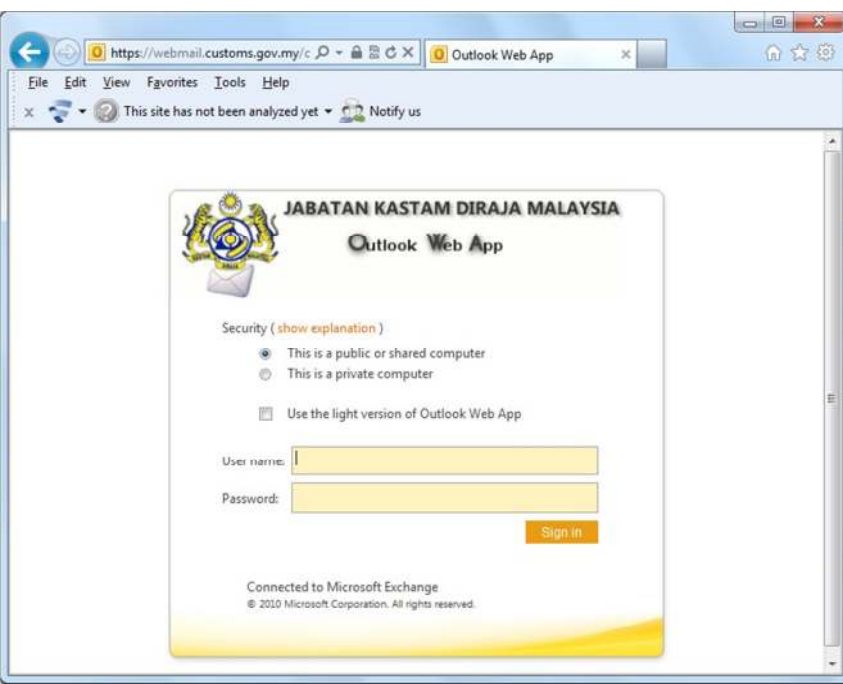 https://webmail.customs.gov.my/c
Outlook Web App
File Edit View Favorites Tools Help
x This site has not been analyzed yet Notify us
JABATAN KASTAM DIRAJA MALAYSIA
Outlook Web App
Security ( show explanation )
This is a public or shared computer
This is a private computer
Use the light version of Outlook Web App
User name:
Password:
Sign in
Connected to Microsoft Exchange
© 2010 Microsoft Corporation. All rights reserved.